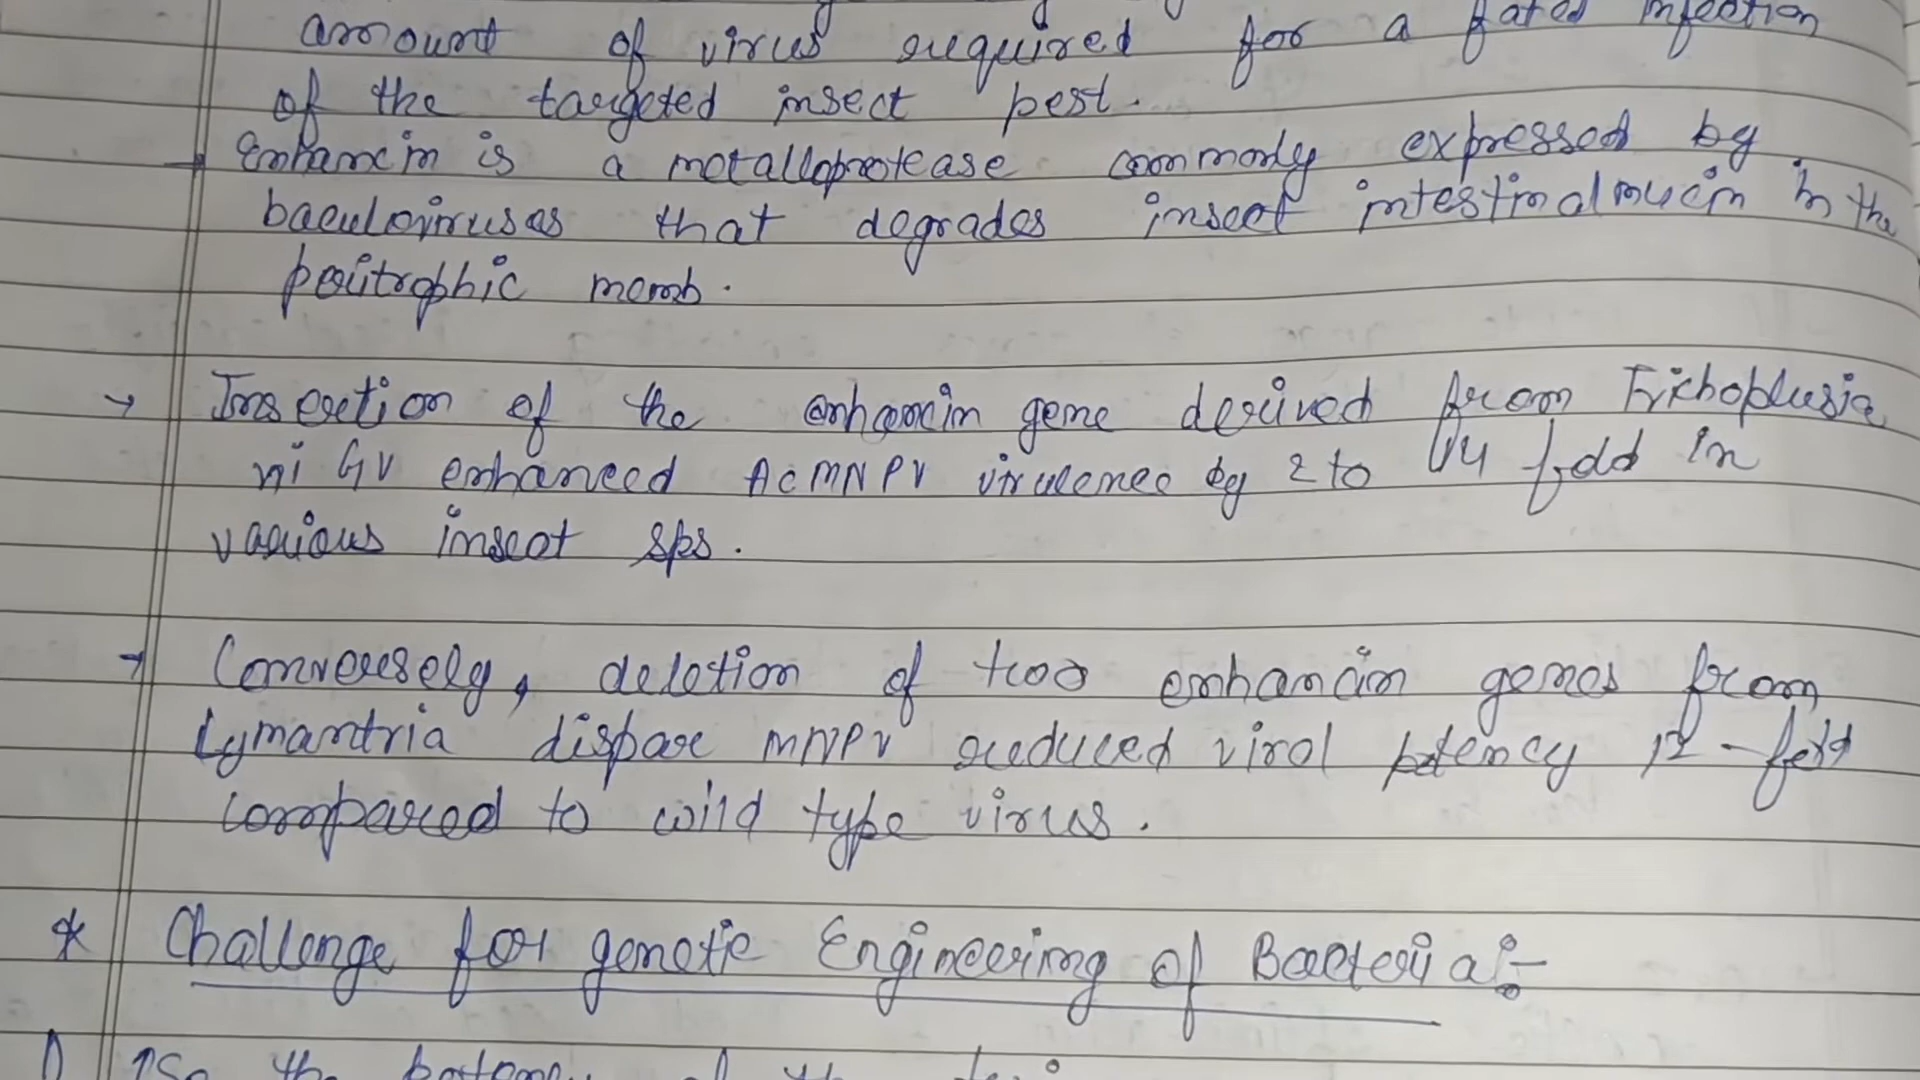 amount of virus required for a fated infection
of the targeted insect pest.
→ Enhancin is a metalloprotease commonly expressed by
baculoviruses that degrades insect intestinal mucin in the
peritrophic memb.
→ Insertion of the enhancin gene derived from Trichoplusia
ni GV enhanced AcMNPV virulence by 2 to 14 fold in
various insect sps.
→ Conversely, deletion of two enhancin genes from
Lymantria dispar MNPV reduced viral potency 12-fold
compared to wild type virus.
* Challenge for genetic Engineering of Bacteria:-
the potency of the